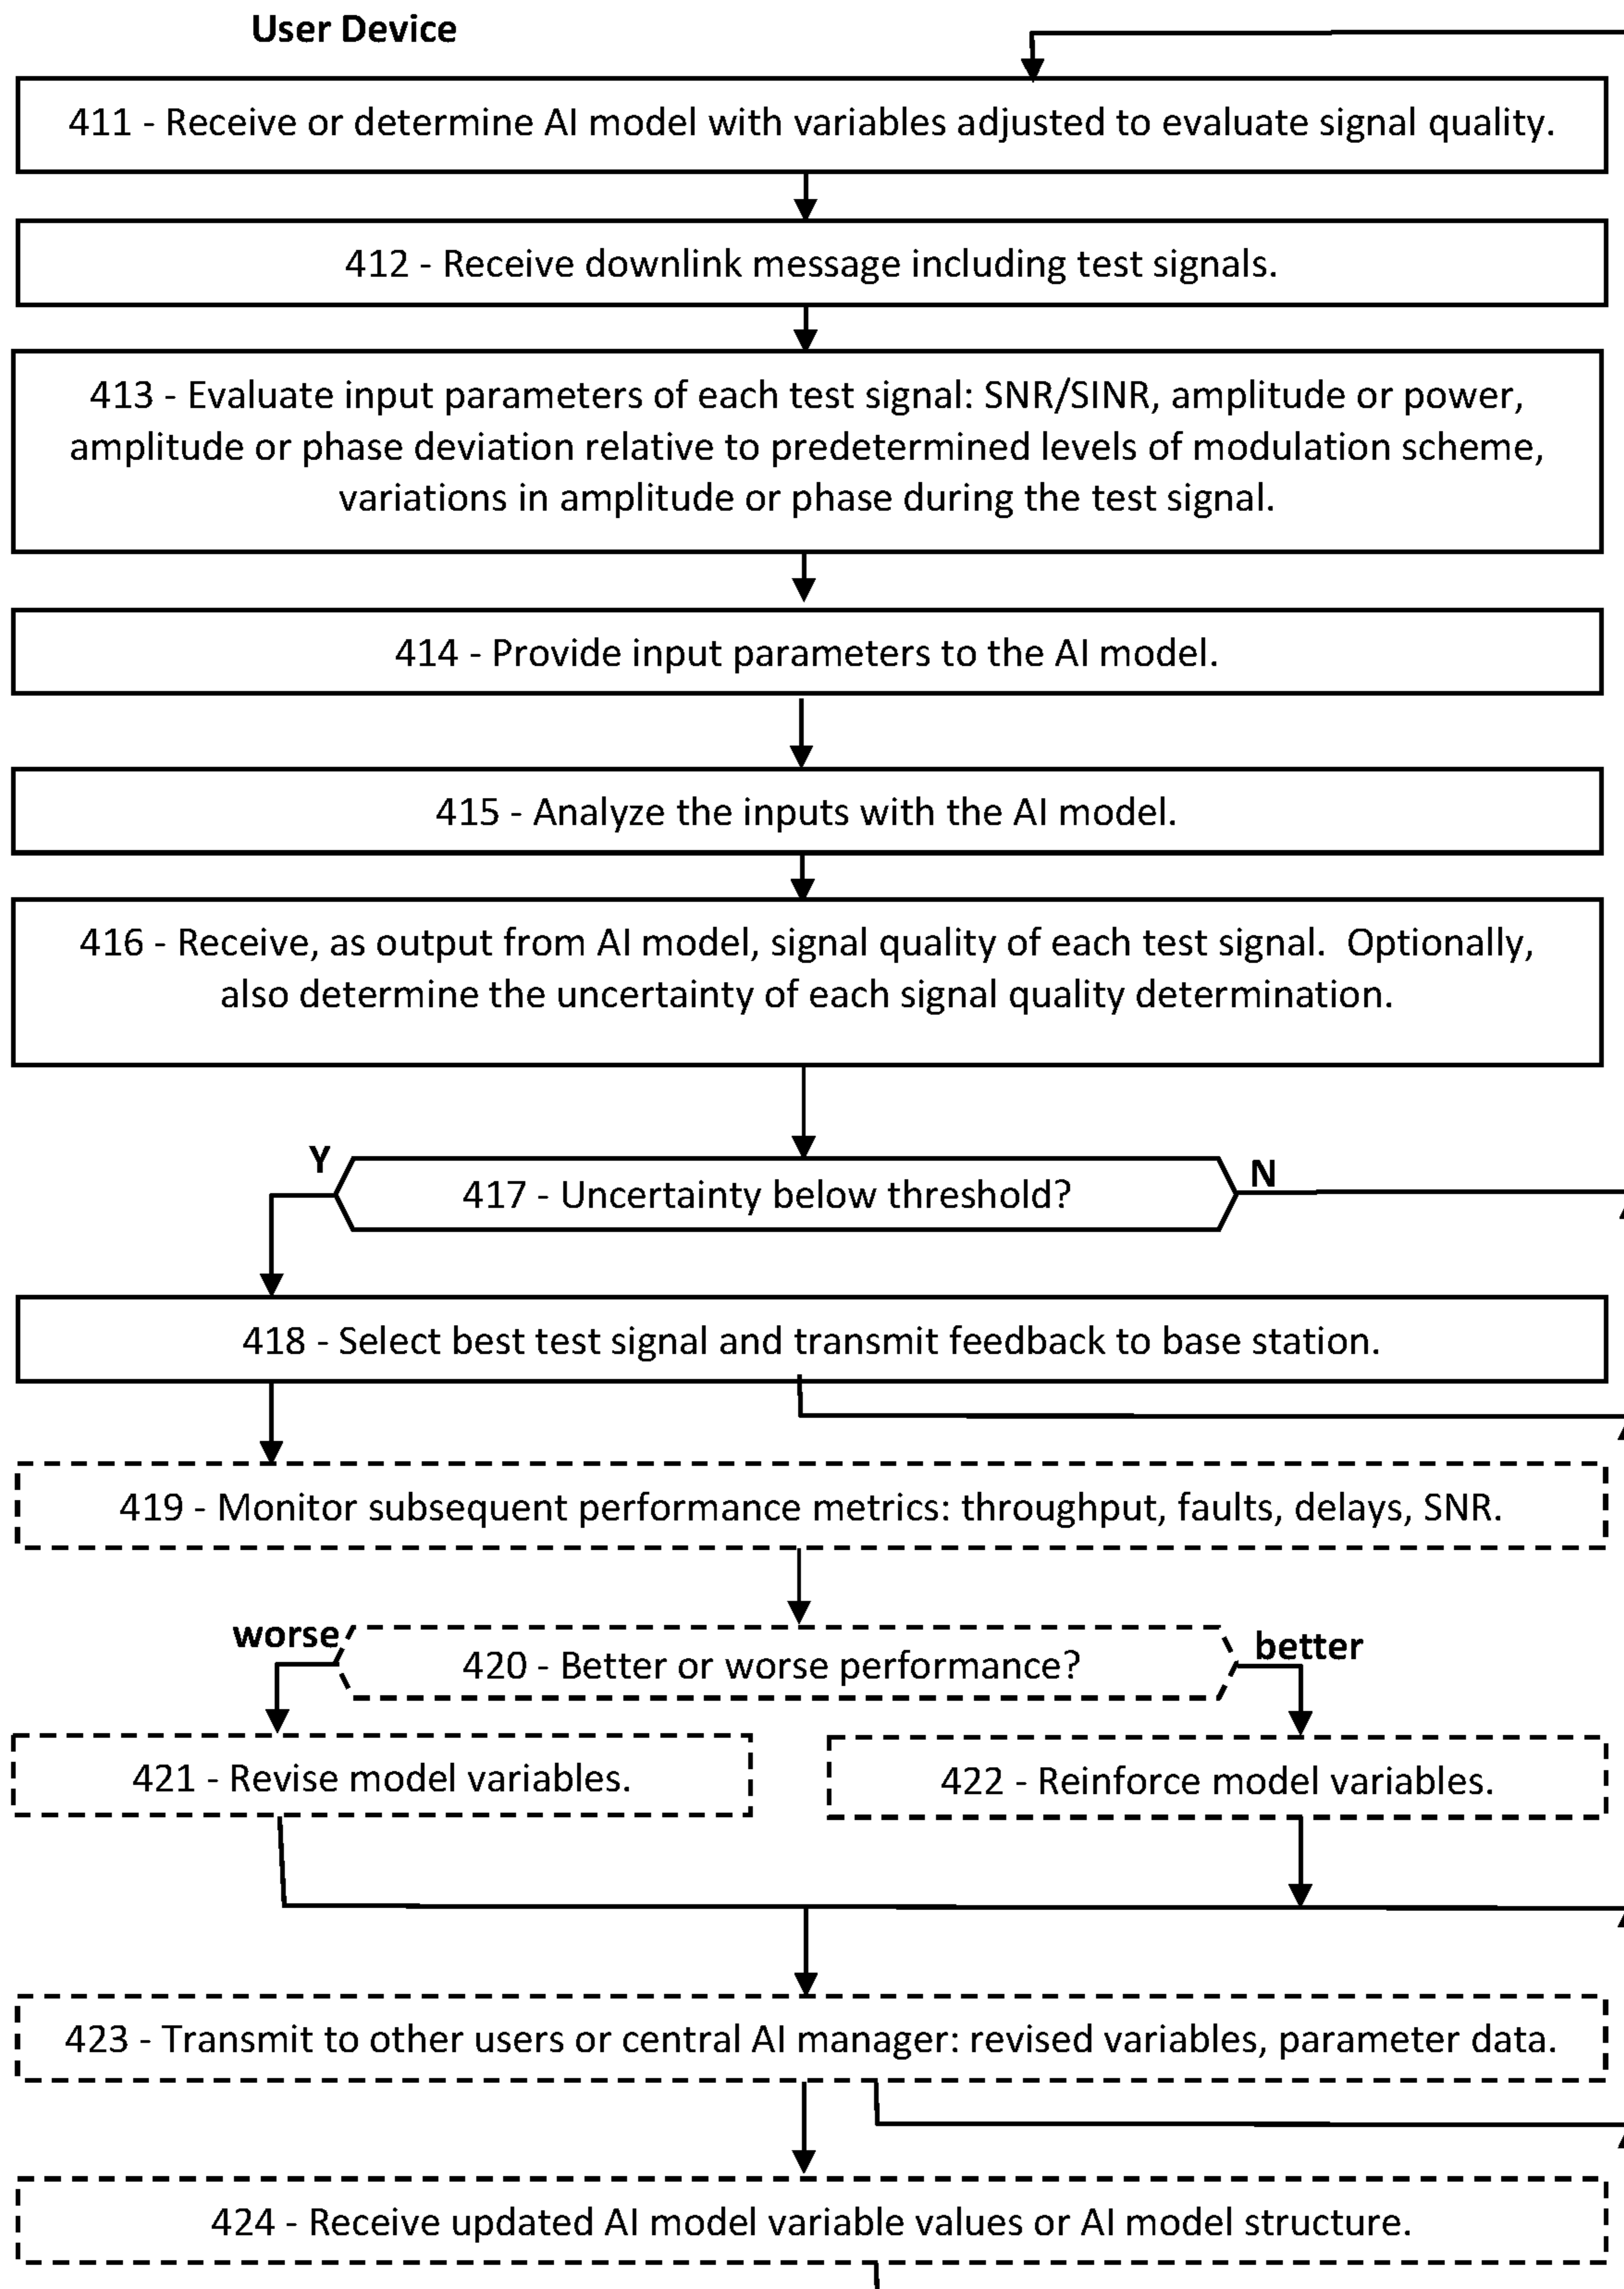 User Device
411 - Receive or determine AI model with variables adjusted to evaluate signal quality.
412 - Receive downlink message including test signals.
413 - Evaluate input parameters of each test signal: SNR/SINR, amplitude or power,
amplitude or phase deviation relative to predetermined levels of modulation scheme,
variations in amplitude or phase during the test signal.
414 - Provide input parameters to the AI model.
415 - Analyze the inputs with the AI model.
416 - Receive, as output from AI model, signal quality of each test signal.  Optionally,
also determine the uncertainty of each signal quality determination.
Y
417 - Uncertainty below threshold?
N
418 - Select best test signal and transmit feedback to base station.
419 - Monitor subsequent performance metrics: throughput, faults, delays, SNR.
worse
420 - Better or worse performance?
better
421 - Revise model variables.
422 - Reinforce model variables.
423 - Transmit to other users or central AI manager: revised variables, parameter data.
424 - Receive updated AI model variable values or AI model structure.